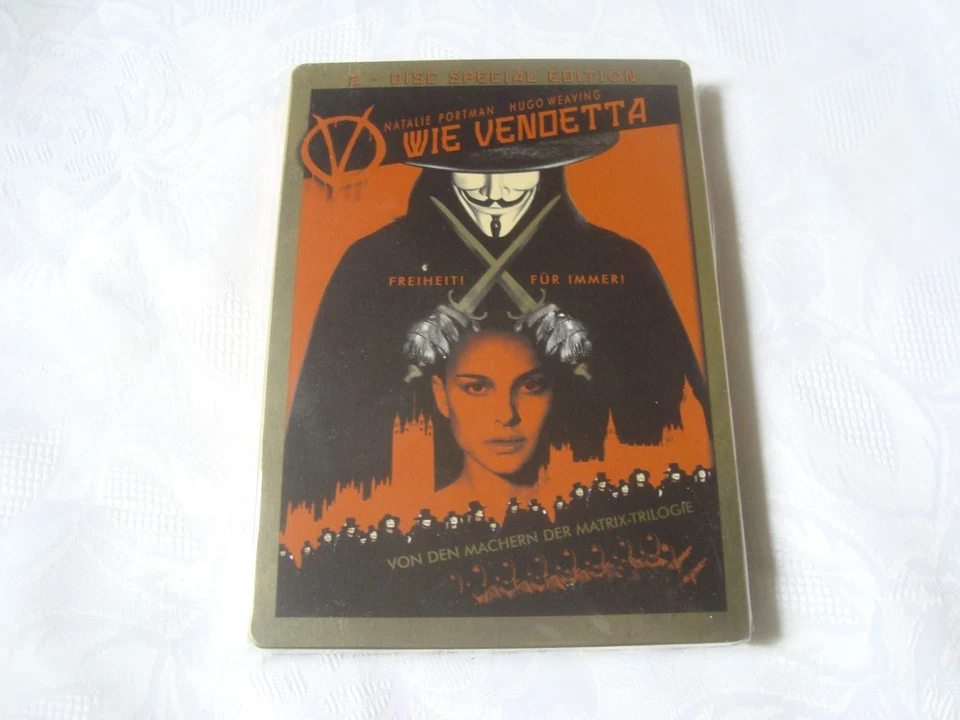 2 - DISC SPECIAL EDITION
NATALIE PORTMAN HUGO WEAVING
V WIE VENDETTA
FREIHEIT! FÜR IMMER!
VON DEN MACHERN DER MATRIX-TRILOGIE